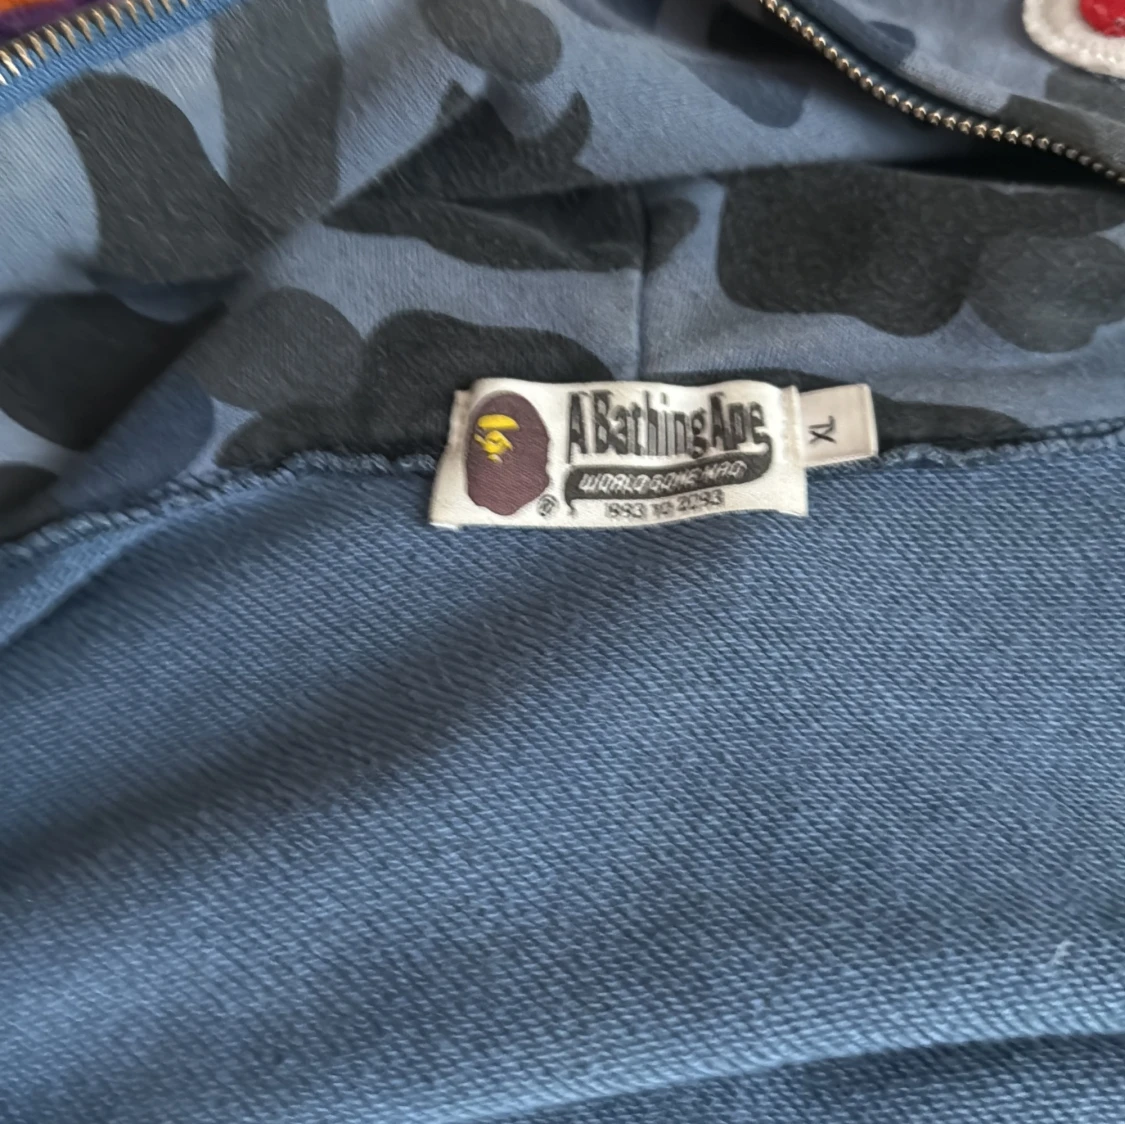 A Bathing Ape
WORLD GONE MAD
1993 TO 2093
®
XL